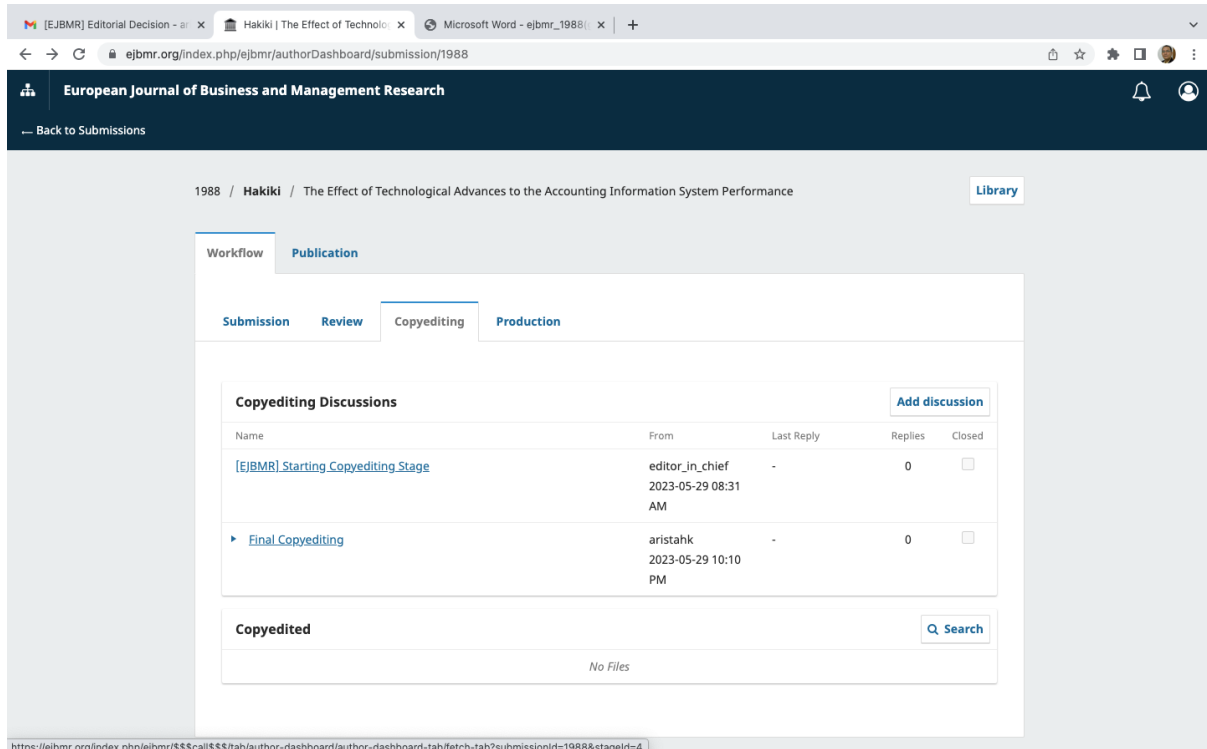 [EJBMR] Editorial Decision - ar
Hakiki | The Effect of Technolog
Microsoft Word - ejbmr_1988(
ejbmr.org/index.php/ejbmr/authorDashboard/submission/1988
European Journal of Business and Management Research
← Back to Submissions
1988 / Hakiki / The Effect of Technological Advances to the Accounting Information System Performance
Library
Workflow Publication
Submission Review Copyediting Production
Copyediting Discussions Add discussion
Name From Last Reply Replies Closed
[EJBMR] Starting Copyediting Stage editor_in_chief - 0
2023-05-29 08:31
AM
Final Copyediting aristahk - 0
2023-05-29 10:10
PM
Copyedited Search
No Files
https://ejbmr.org/index.php/ejbmr/$$$call$$$/tab/author-dashboard/author-dashboard-tab/fetch-tab?submissionId=1988&stageId=4